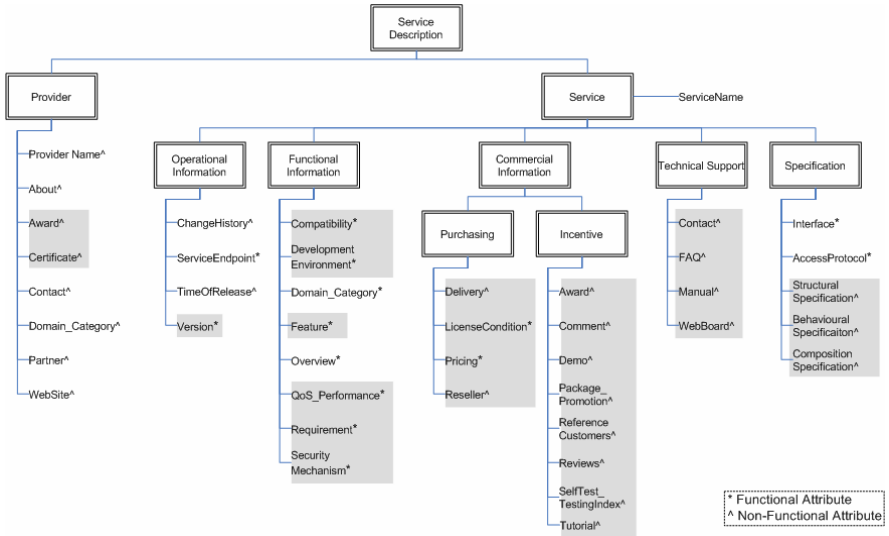 Service
Description
Provider
Service
ServiceName
Provider Name^
About^
Award^
Certificate^
Contact^
Domain_Category^
Partner^
WebSite^
Operational
Information
ChangeHistory^
ServiceEndpoint*
TimeOfRelease^
Version*
Functional
Information
Compatibility*
Development
Environment*
Domain_Category*
Feature*
Overview*
QoS_Performance*
Requirement*
Security
Mechanism*
Commercial
Information
Purchasing
Delivery^
LicenseCondition*
Pricing*
Reseller^
Incentive
Award^
Comment^
Demo^
Package_
Promotion^
Reference
Customers^
Reviews^
SelfTest_
TestingIndex^
Tutorial^
Technical Support
Contact^
FAQ^
Manual^
WebBoard^
Specification
Interface*
AccessProtocol*
Structural
Specification^
Behavioural
Specificaiton^
Composition
Specification^
* Functional Attribute
^ Non-Functional Attribute